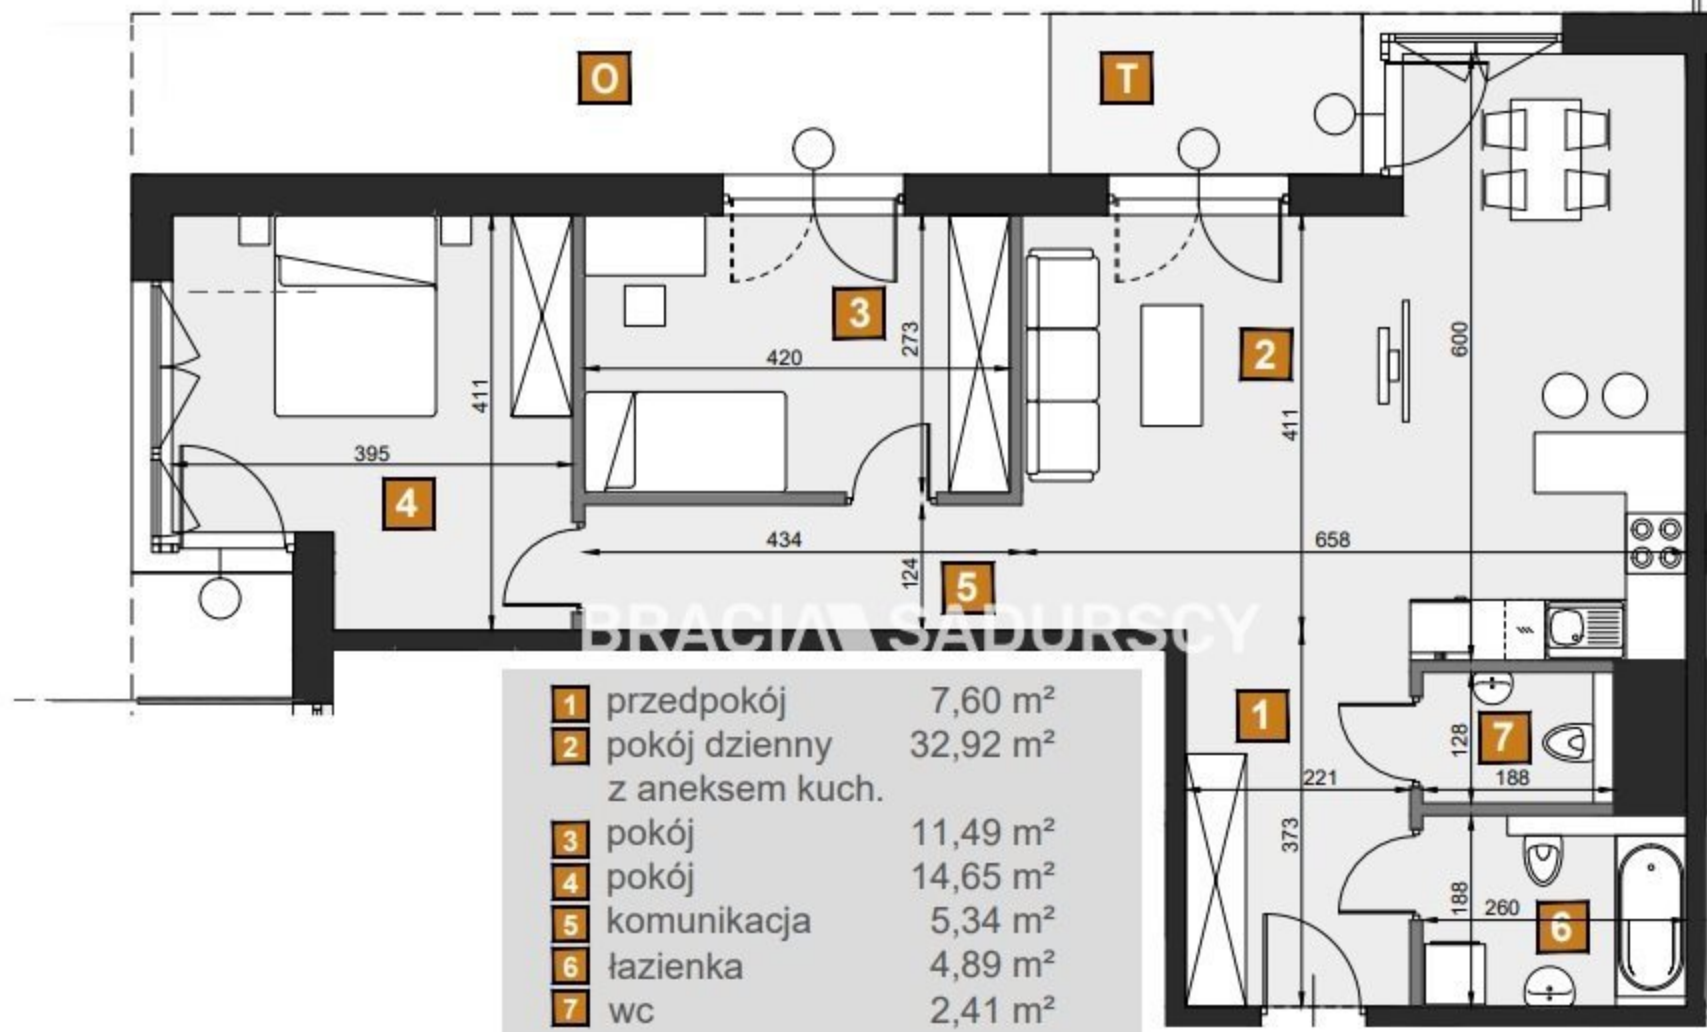 O
T
3
273
420
2
600
411
395
4
411
434
658
124
5
BRACIA SADURSCY
1
7
128
188
221
373
188
260
6
1 przedpokój 7,60 m²
2 pokój dzienny 32,92 m²
z aneksem kuch.
3 pokój 11,49 m²
4 pokój 14,65 m²
5 komunikacja 5,34 m²
6 łazienka 4,89 m²
7 wc 2,41 m²